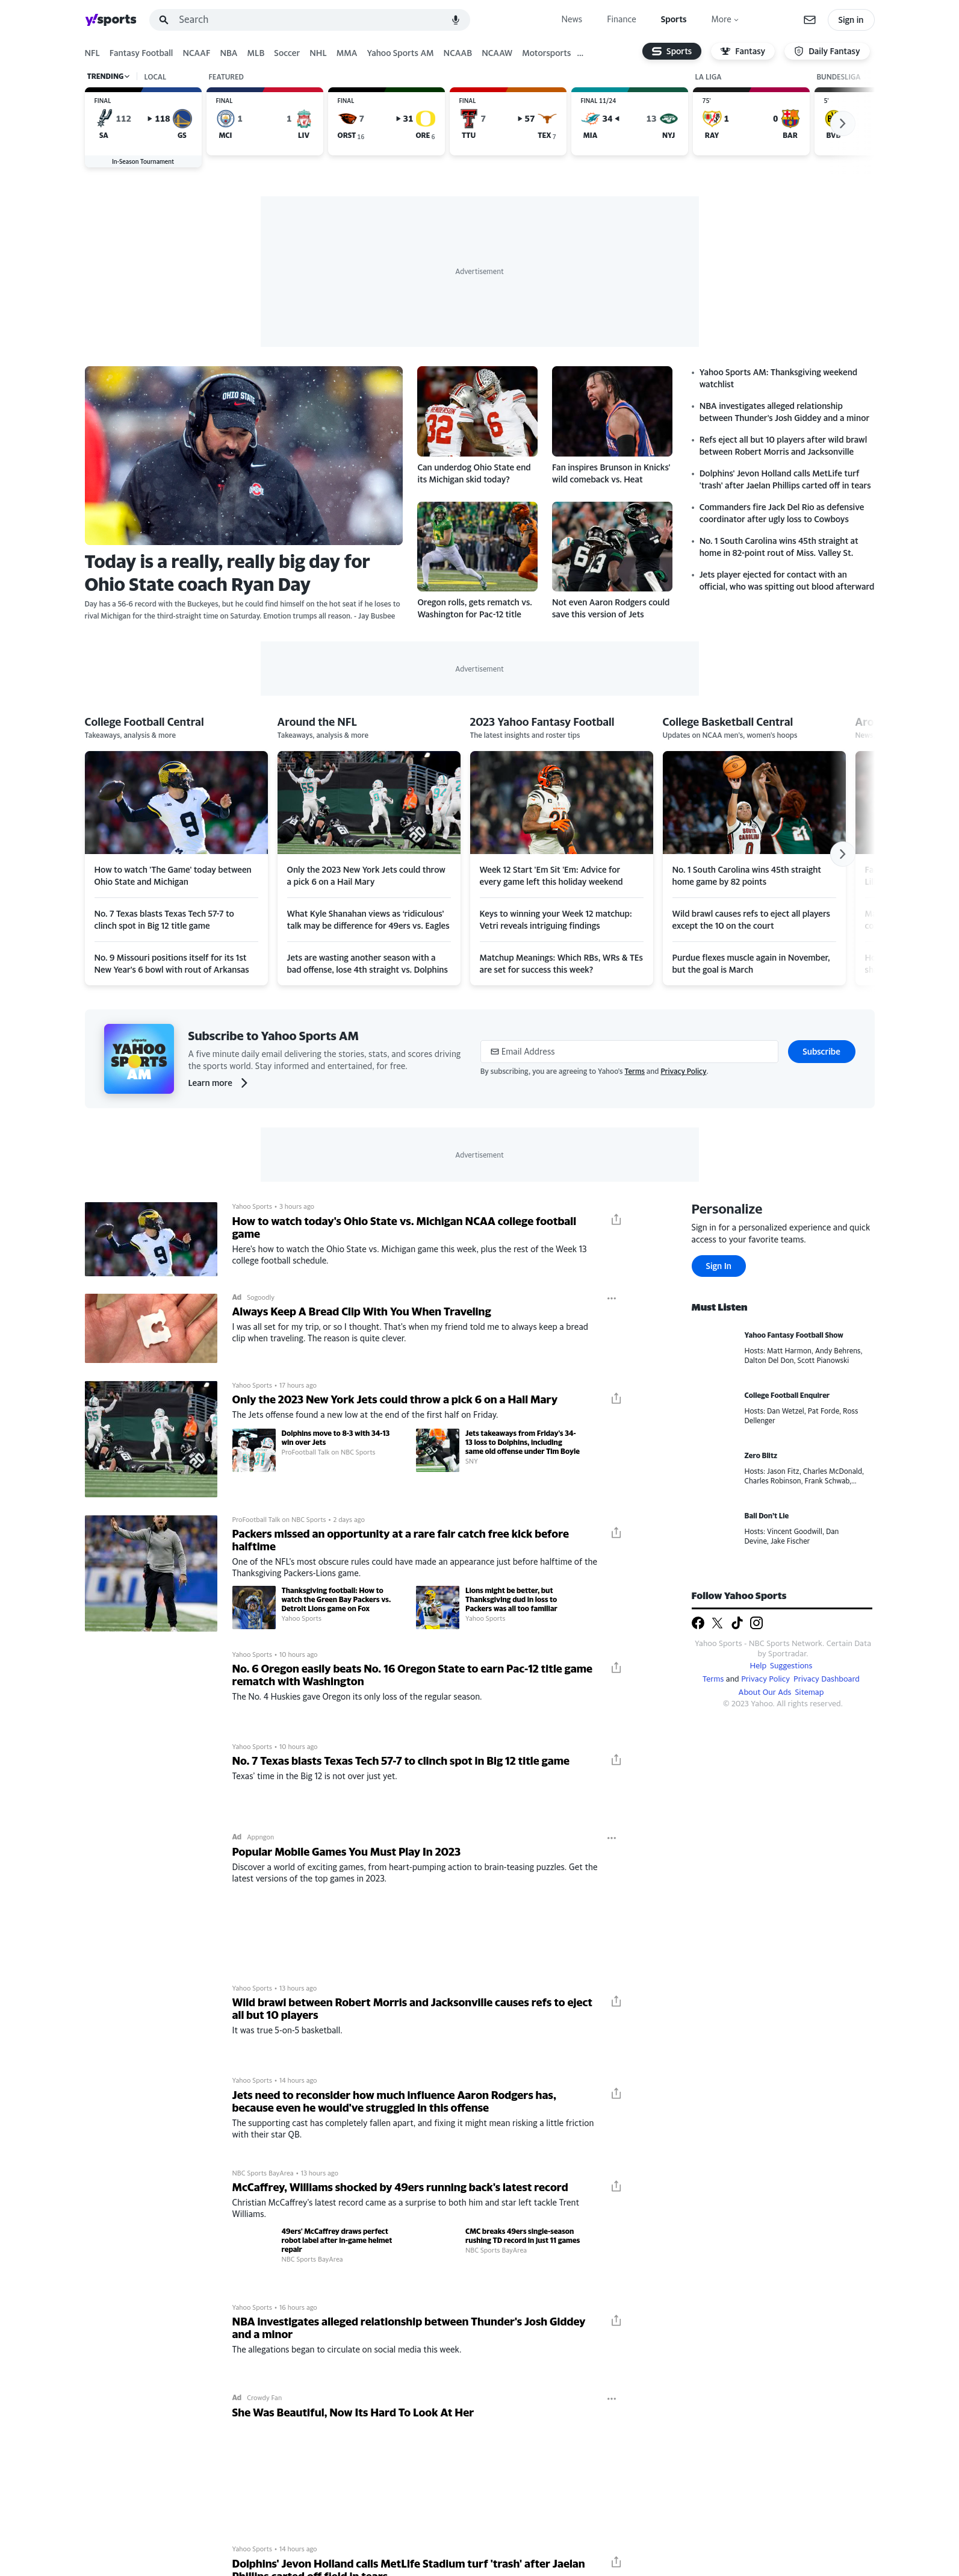 y!sports
Search
News Finance Sports More
Sign in
NFL Fantasy Football NCAAF NBA MLB Soccer NHL MMA Yahoo Sports AM NCAAB NCAAW Motorsports ...
Sports Fantasy Daily Fantasy
TRENDING LOCAL FEATURED LA LIGA BUNDESLIGA
FINAL
112 118
SA GS
In-Season Tournament
FINAL
1 1
MCI LIV
FINAL
7 31
ORST 16 ORE 6
FINAL
7 57
TTU TEX 7
FINAL 11/24
34 13
MIA NYJ
75'
1 0
RAY BAR
5'
BVB
Advertisement
OHIO STATE
Today is a really, really big day for
Ohio State coach Ryan Day
Day has a 56-6 record with the Buckeyes, but he could find himself on the hot seat if he loses to
rival Michigan for the third-straight time on Saturday. Emotion trumps all reason. - Jay Busbee
HENDERSON
32 6
Can underdog Ohio State end
its Michigan skid today?
Fan inspires Brunson in Knicks'
wild comeback vs. Heat
Oregon rolls, gets rematch vs.
Washington for Pac-12 title
Not even Aaron Rodgers could
save this version of Jets
• Yahoo Sports AM: Thanksgiving weekend
watchlist
• NBA investigates alleged relationship
between Thunder's Josh Giddey and a minor
• Refs eject all but 10 players after wild brawl
between Robert Morris and Jacksonville
• Dolphins' Jevon Holland calls MetLife turf
'trash' after Jaelan Phillips carted off in tears
• Commanders fire Jack Del Rio as defensive
coordinator after ugly loss to Cowboys
• No. 1 South Carolina wins 45th straight at
home in 82-point rout of Miss. Valley St.
• Jets player ejected for contact with an
official, who was spitting out blood afterward
Advertisement
College Football Central
Takeaways, analysis & more
9
How to watch 'The Game' today between
Ohio State and Michigan
No. 7 Texas blasts Texas Tech 57-7 to
clinch spot in Big 12 title game
No. 9 Missouri positions itself for its 1st
New Year's 6 bowl with rout of Arkansas
Around the NFL
Takeaways, analysis & more
Only the 2023 New York Jets could throw
a pick 6 on a Hail Mary
What Kyle Shanahan views as 'ridiculous'
talk may be difference for 49ers vs. Eagles
Jets are wasting another season with a
bad offense, lose 4th straight vs. Dolphins
2023 Yahoo Fantasy Football
The latest insights and roster tips
Week 12 Start 'Em Sit 'Em: Advice for
every game left this holiday weekend
Keys to winning your Week 12 matchup:
Vetri reveals intriguing findings
Matchup Meanings: Which RBs, WRs & TEs
are set for success this week?
College Basketball Central
Updates on NCAA men's, women's hoops
0 21
No. 1 South Carolina wins 45th straight
home game by 82 points
Wild brawl causes refs to eject all players
except the 10 on the court
Purdue flexes muscle again in November,
but the goal is March
YAHOO
SPORTS
AM
Subscribe to Yahoo Sports AM
A five minute daily email delivering the stories, stats, and scores driving
the sports world. Stay informed and entertained, for free.
Learn more
Email Address
Subscribe
By subscribing, you are agreeing to Yahoo's Terms and Privacy Policy.
Advertisement
9
Yahoo Sports • 3 hours ago
How to watch today's Ohio State vs. Michigan NCAA college football
game
Here's how to watch the Ohio State vs. Michigan game this week, plus the rest of the Week 13
college football schedule.
Ad Sogoodly
Always Keep A Bread Clip With You When Traveling
I was all set for my trip, or so I thought. That's when my friend told me to always keep a bread
clip when traveling. The reason is quite clever.
Yahoo Sports • 17 hours ago
Only the 2023 New York Jets could throw a pick 6 on a Hail Mary
The Jets offense found a new low at the end of the first half on Friday.
Dolphins move to 8-3 with 34-13
win over Jets
ProFootball Talk on NBC Sports
Jets takeaways from Friday's 34-
13 loss to Dolphins, including
same old offense under Tim Boyle
SNY
ProFootball Talk on NBC Sports • 2 days ago
Packers missed an opportunity at a rare fair catch free kick before
halftime
One of the NFL's most obscure rules could have made an appearance just before halftime of the
Thanksgiving Packers-Lions game.
Thanksgiving football: How to
watch the Green Bay Packers vs.
Detroit Lions game on Fox
Yahoo Sports
Lions might be better, but
Thanksgiving dud in loss to
Packers was all too familiar
Yahoo Sports
Yahoo Sports • 10 hours ago
No. 6 Oregon easily beats No. 16 Oregon State to earn Pac-12 title game
rematch with Washington
The No. 4 Huskies gave Oregon its only loss of the regular season.
Yahoo Sports • 10 hours ago
No. 7 Texas blasts Texas Tech 57-7 to clinch spot in Big 12 title game
Texas' time in the Big 12 is not over just yet.
Ad Appngon
Popular Mobile Games You Must Play In 2023
Discover a world of exciting games, from heart-pumping action to brain-teasing puzzles. Get the
latest versions of the top games in 2023.
Yahoo Sports • 13 hours ago
Wild brawl between Robert Morris and Jacksonville causes refs to eject
all but 10 players
It was true 5-on-5 basketball.
Yahoo Sports • 14 hours ago
Jets need to reconsider how much influence Aaron Rodgers has,
because even he would've struggled in this offense
The supporting cast has completely fallen apart, and fixing it might mean risking a little friction
with their star QB.
NBC Sports BayArea • 13 hours ago
McCaffrey, Williams shocked by 49ers running back's latest record
Christian McCaffrey's latest record came as a surprise to both him and star left tackle Trent
Williams.
49ers' McCaffrey draws perfect
robot label after in-game helmet
repair
NBC Sports BayArea
CMC breaks 49ers single-season
rushing TD record in just 11 games
NBC Sports BayArea
Yahoo Sports • 16 hours ago
NBA investigates alleged relationship between Thunder's Josh Giddey
and a minor
The allegations began to circulate on social media this week.
Ad Crowdy Fan
She Was Beautiful, Now Its Hard To Look At Her
Yahoo Sports • 14 hours ago
Dolphins' Jevon Holland calls MetLife Stadium turf 'trash' after Jaelan
Phillips carted off field in tears
Personalize
Sign in for a personalized experience and quick
access to your favorite teams.
Sign In
Must Listen
Yahoo Fantasy Football Show
Hosts: Matt Harmon, Andy Behrens,
Dalton Del Don, Scott Pianowski
College Football Enquirer
Hosts: Dan Wetzel, Pat Forde, Ross
Dellenger
Zero Blitz
Hosts: Jason Fitz, Charles McDonald,
Charles Robinson, Frank Schwab,...
Ball Don't Lie
Hosts: Vincent Goodwill, Dan
Devine, Jake Fischer
Follow Yahoo Sports
Yahoo Sports - NBC Sports Network. Certain Data
by Sportradar.
Help Suggestions
Terms and Privacy Policy Privacy Dashboard
About Our Ads Sitemap
© 2023 Yahoo. All rights reserved.